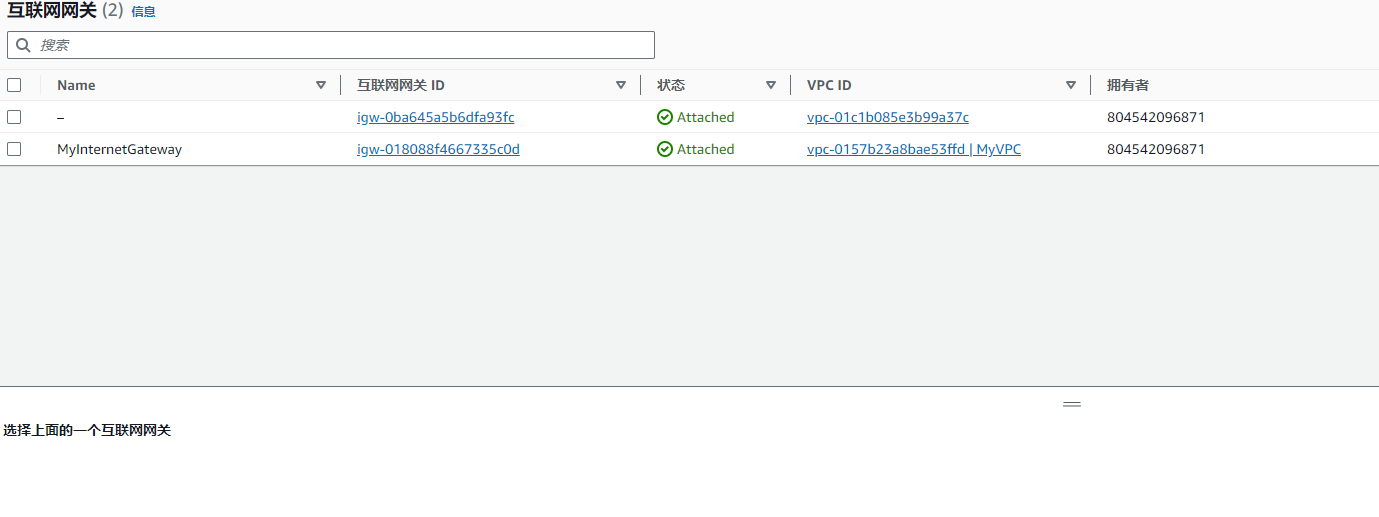 互联网网关 (2) 信息
搜索
Name 互联网网关 ID 状态 VPC ID 拥有者
– igw-0ba645a5b6dfa93fc Attached vpc-01c1b085e3b99a37c 804542096871
MyInternetGateway igw-018088f4667335c0d Attached vpc-0157b23a8bae53ffd | MyVPC 804542096871
选择上面的一个互联网网关